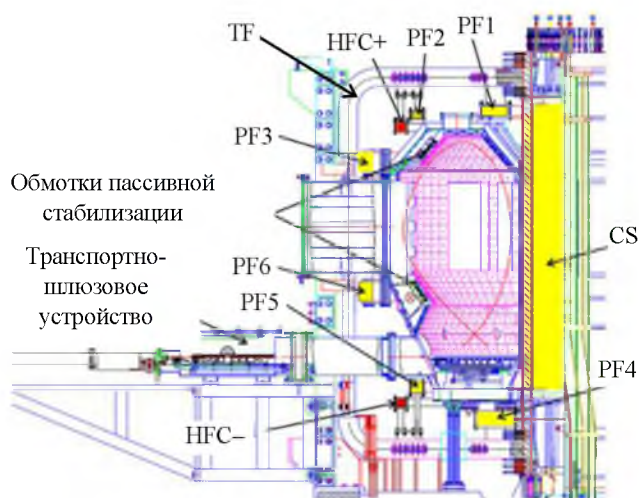 TF
HFC+
PF2
PF1
PF3
Обмотки пассивной
стабилизации
CS
Транспортно-
шлюзовое
устройство
PF6
PF5
PF4
HFC–